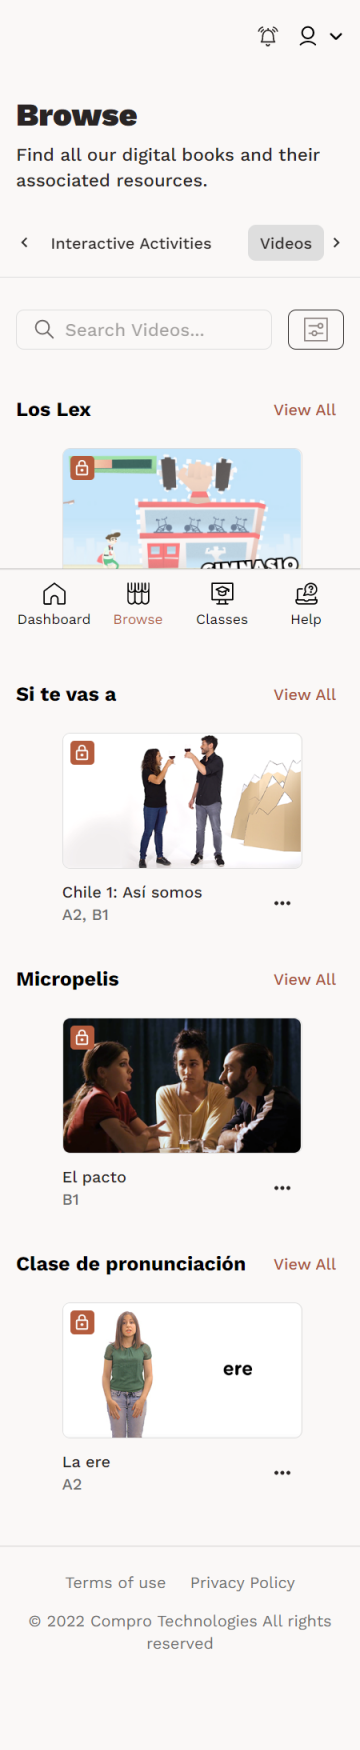 Browse
Find all our digital books and their
associated resources.
Interactive Activities
Videos
Search Videos...
Los Lex
View All
GIMNASIO
Dashboard
Browse
Classes
Help
Si te vas a
View All
Chile 1: Así somos
A2, B1
Micropelis
View All
El pacto
B1
Clase de pronunciación
View All
ere
La ere
A2
Terms of use
Privacy Policy
© 2022 Compro Technologies All rights
reserved